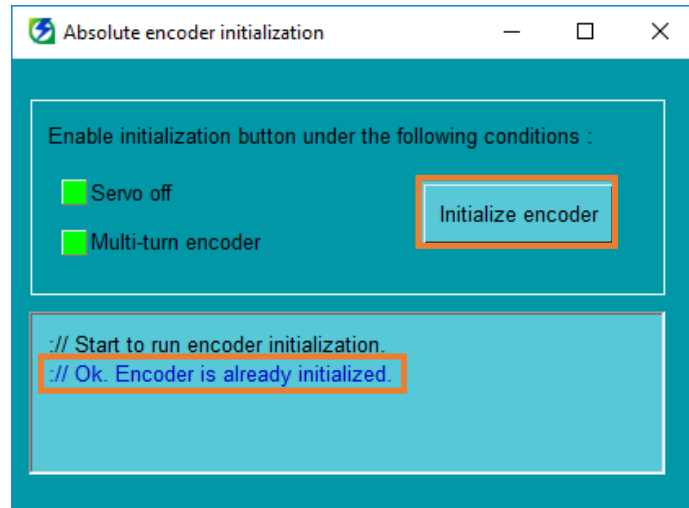 Absolute encoder initialization
Enable initialization button under the following conditions :
Servo off
Initialize encoder
Multi-turn encoder
:// Start to run encoder initialization.
:// Ok. Encoder is already initialized.